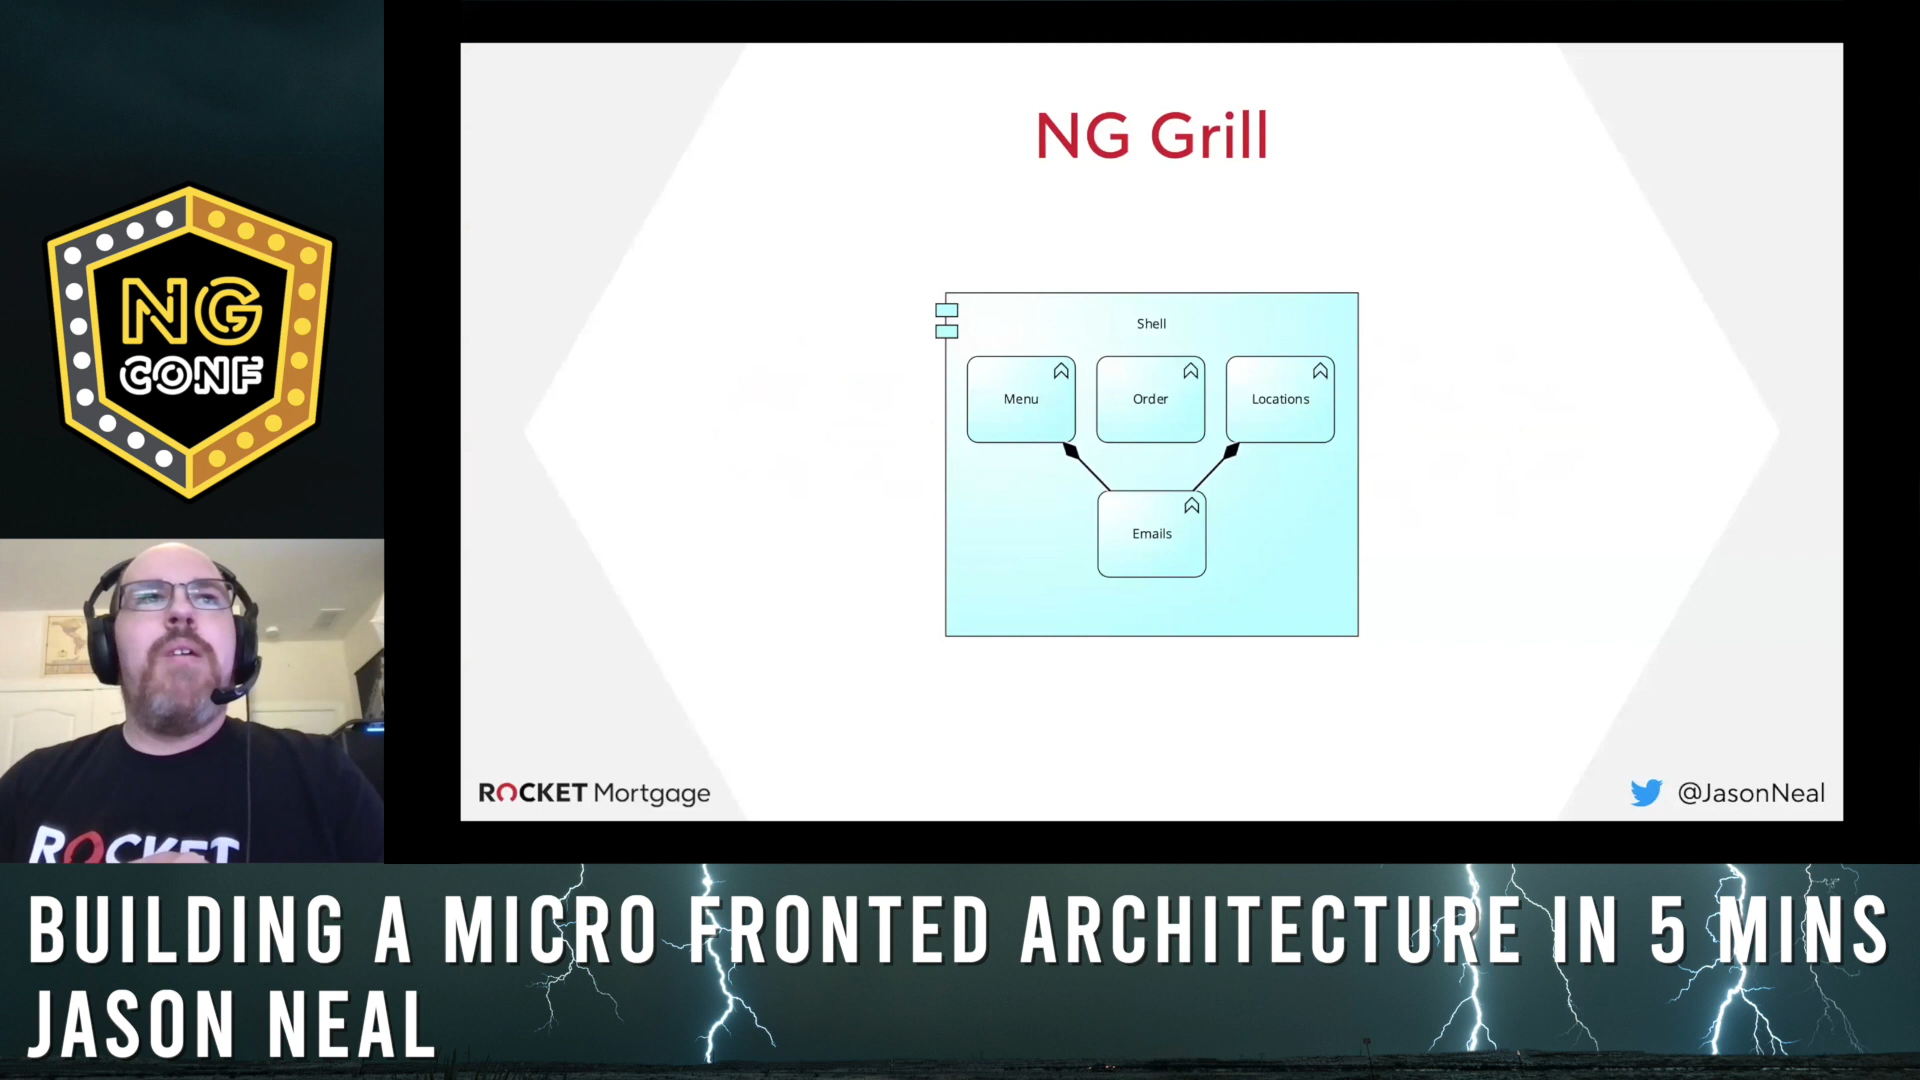 NG Grill
NG
CONF
Shell
Menu
Order
Locations
Emails
ROCKET Mortgage
@JasonNeal
ROCKET
BUILDING A MICRO FRONTED ARCHITECTURE IN 5 MINS
JASON NEAL